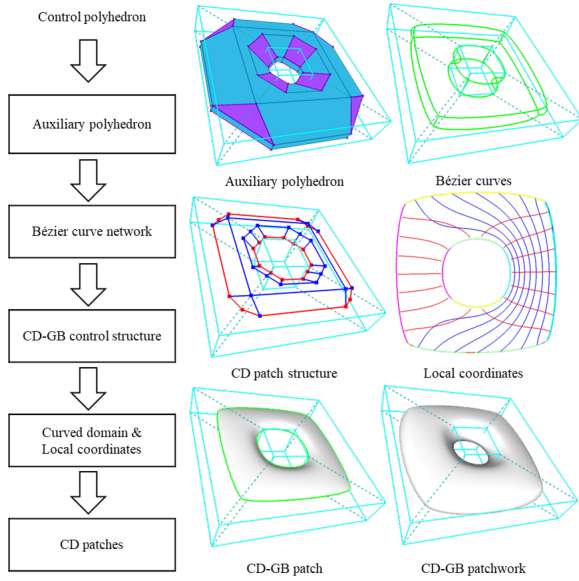 Control polyhedron
Auxiliary polyhedron
Bézier curve network
CD-GB control structure
Curved domain &
Local coordinates
CD patches
Auxiliary polyhedron
Bézier curves
CD patch structure
Local coordinates
CD-GB patch
CD-GB patchwork